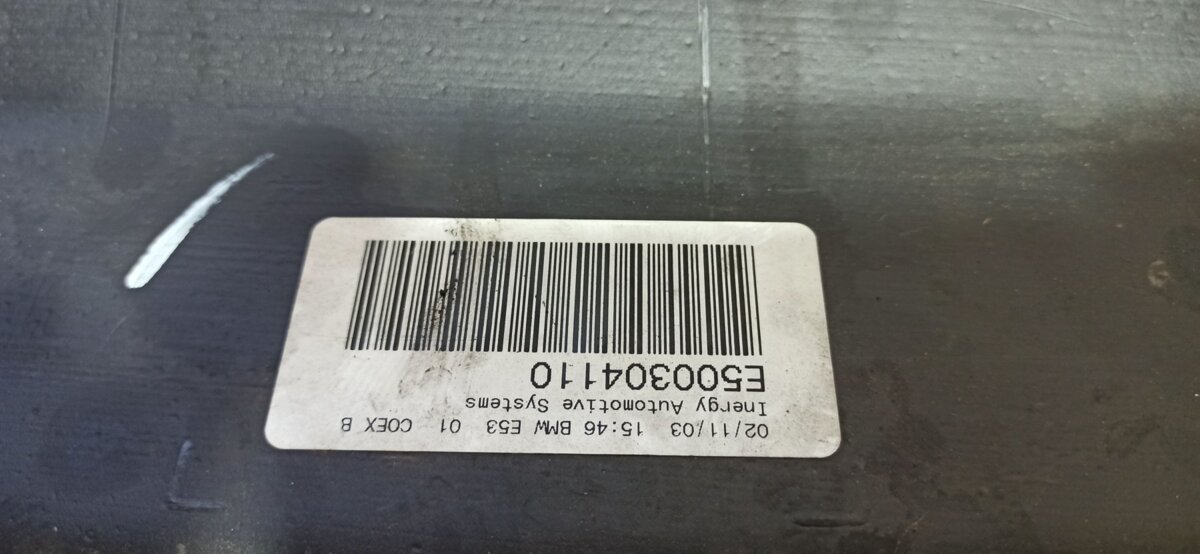 E500304110
Inergy Automotive Systems
02/11/03 15:46 BMW E53 01 COEX B